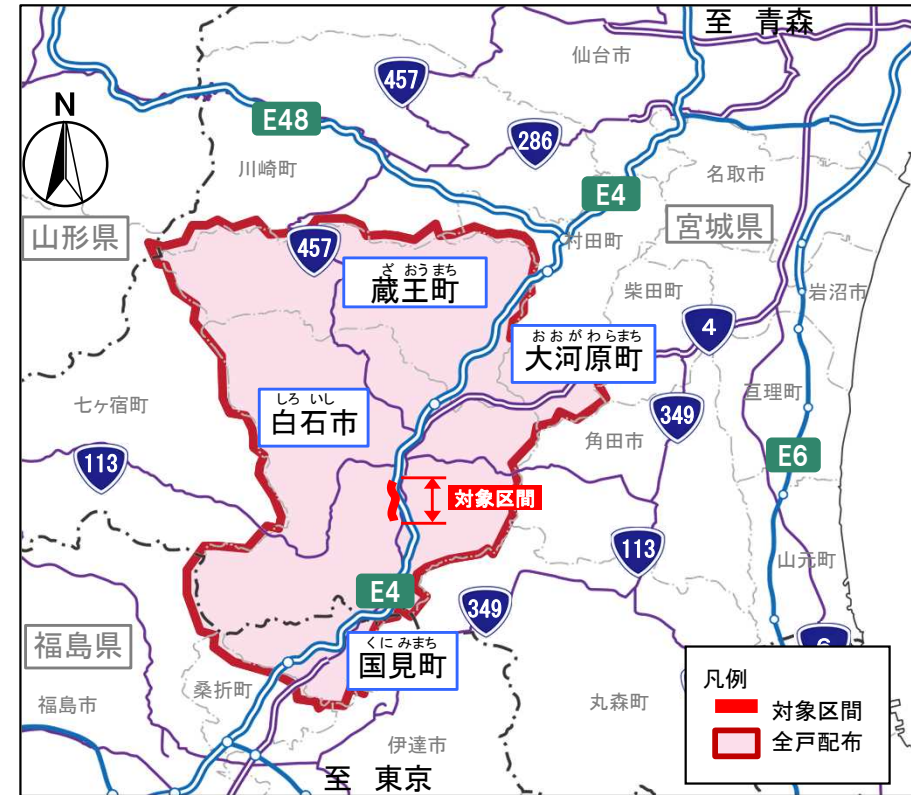 至 青森
仙台市
457
N
E48
286
川崎町
E4
名取市
山形県
宮城県
457
村田町
ざおうまち
蔵王町
柴田町
岩沼市
4
おおがわらまち
大河原町
七ヶ宿町
しろいし
白石市
349
亘理町
角田市
E6
113
対象区間
113
山元町
E4
349
福島県
くにみまち
国見町
6
凡例
対象区間
全戸配布
福島市
桑折町
丸森町
伊達市
至 東京